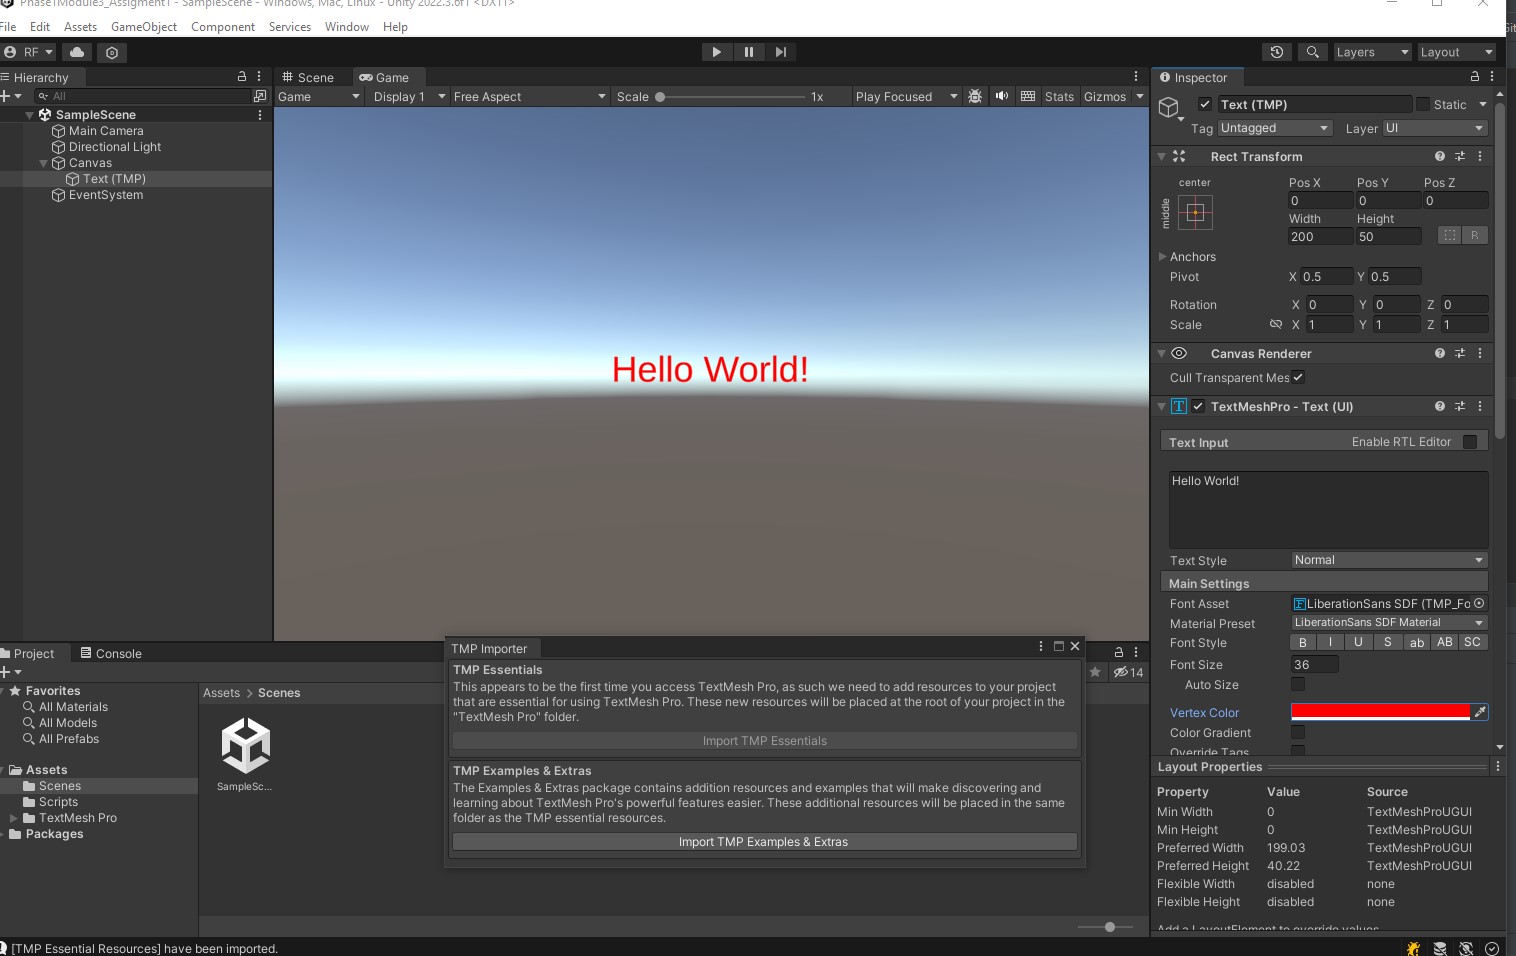 Phase1Module3_Assigment1 - SampleScene - Windows, Mac, Linux - Unity 2022.3.6f1 <DX11>
File Edit Assets GameObject Component Services Window Help
RF Layers Layout
Hierarchy
All
SampleScene
Main Camera
Directional Light
Canvas
Text (TMP)
EventSystem
Scene Game
Game Display 1 Free Aspect Scale 1x Play Focused Stats Gizmos
Hello World!
Inspector
Text (TMP) Static
Tag Untagged Layer UI
Rect Transform
center
middle
Pos X Pos Y Pos Z
0 0 0
Width Height
200 50 R
Anchors
Pivot X 0.5 Y 0.5
Rotation X 0 Y 0 Z 0
Scale X 1 Y 1 Z 1
Canvas Renderer
Cull Transparent Mes
TextMeshPro - Text (UI)
Text Input Enable RTL Editor
Hello World!
Text Style Normal
Main Settings
Font Asset LiberationSans SDF (TMP_Fo
Material Preset LiberationSans SDF Material
Font Style B I U S ab AB SC
Font Size 36
Auto Size
Vertex Color
Color Gradient
Override Tags
Layout Properties
Property Value Source
Min Width 0 TextMeshProUGUI
Min Height 0 TextMeshProUGUI
Preferred Width 199.03 TextMeshProUGUI
Preferred Height 40.22 TextMeshProUGUI
Flexible Width disabled none
Flexible Height disabled none
Add a LayoutElement to override values
Project Console
14
Favorites
All Materials
All Models
All Prefabs
Assets
Scenes
Scripts
TextMesh Pro
Packages
Assets > Scenes
SampleSc...
TMP Importer
TMP Essentials
This appears to be the first time you access TextMesh Pro, as such we need to add resources to your project
that are essential for using TextMesh Pro. These new resources will be placed at the root of your project in the
"TextMesh Pro" folder.
Import TMP Essentials
TMP Examples & Extras
The Examples & Extras package contains addition resources and examples that will make discovering and
learning about TextMesh Pro's powerful features easier. These additional resources will be placed in the same
folder as the TMP essential resources.
Import TMP Examples & Extras
[TMP Essential Resources] have been imported.